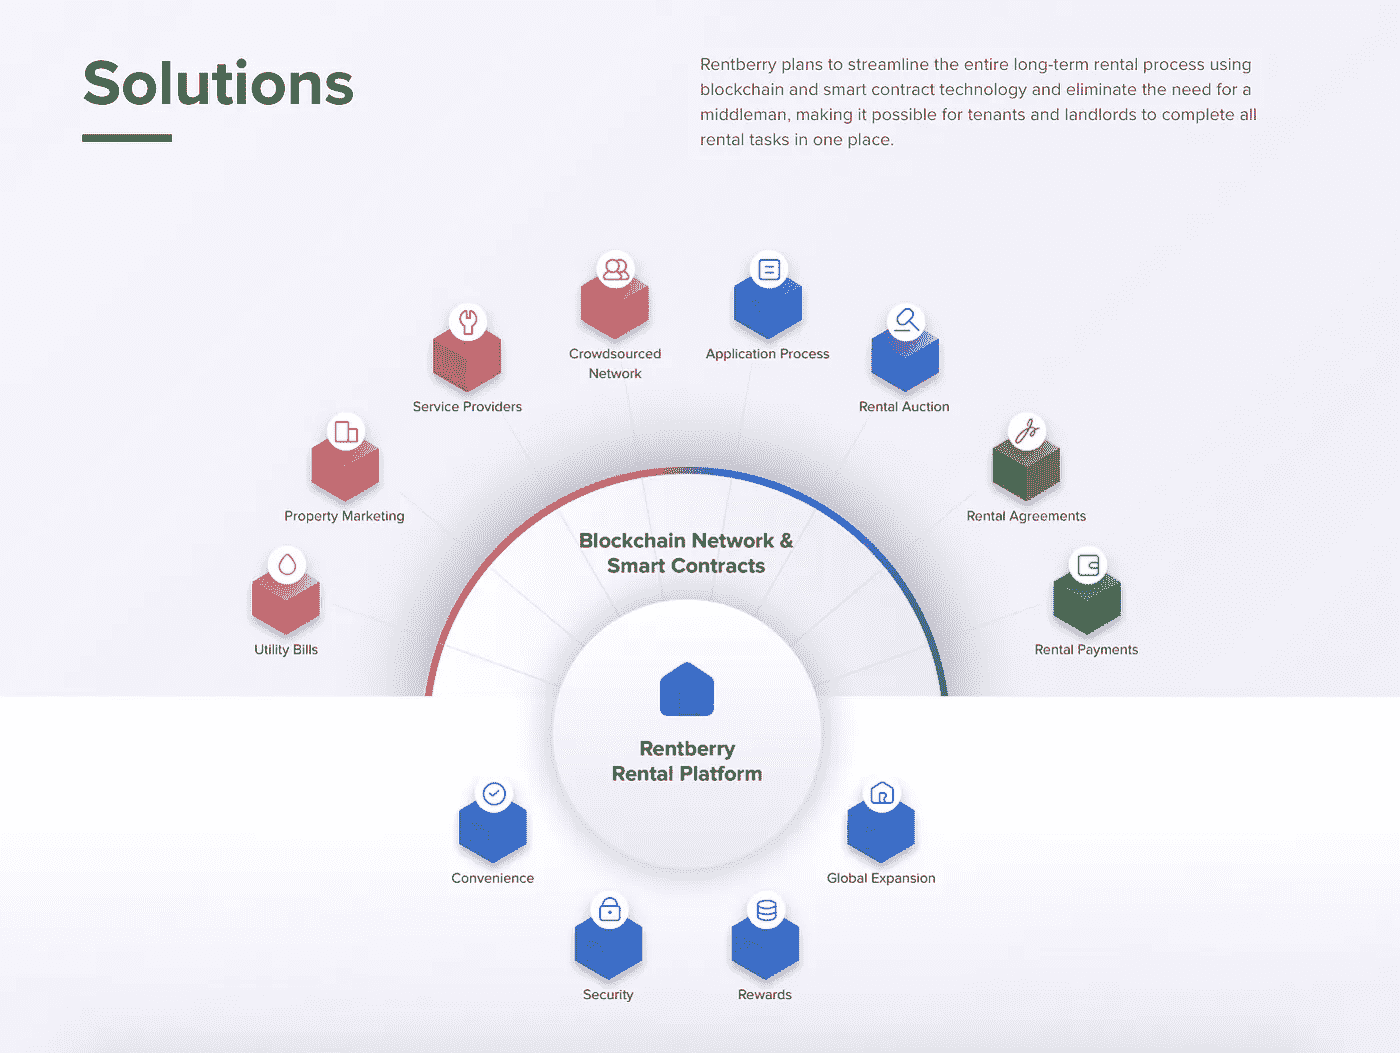 Solutions
Rentberry plans to streamline the entire long-term rental process using
blockchain and smart contract technology and eliminate the need for a
middleman, making it possible for tenants and landlords to complete all
rental tasks in one place.
Crowdsourced
Network
Application Process
Service Providers
Rental Auction
Property Marketing
Rental Agreements
Blockchain Network &
Smart Contracts
Utility Bills
Rental Payments
Rentberry
Rental Platform
Convenience
Global Expansion
Security
Rewards